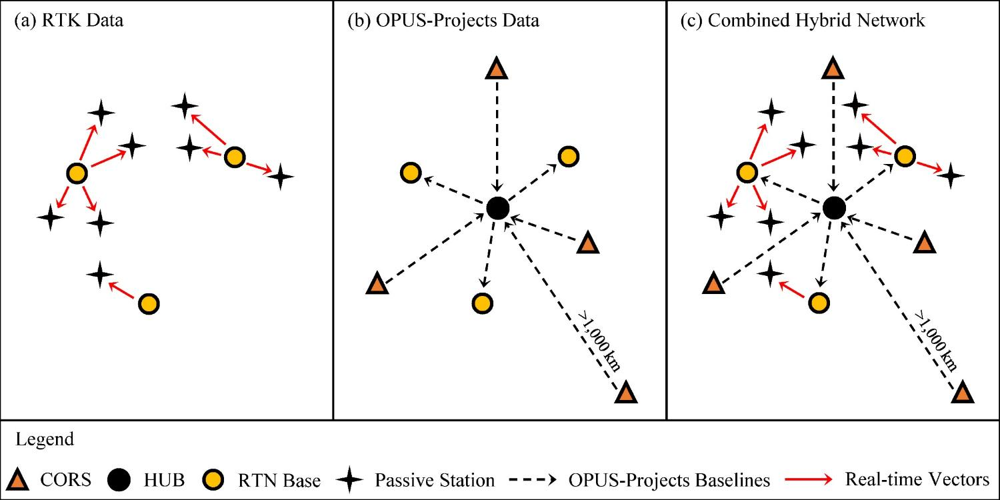 (a) RTK Data
(b) OPUS-Projects Data
(c) Combined Hybrid Network
>1,000 km
>1,000 km
Legend
CORS
HUB
RTN Base
Passive Station
OPUS-Projects Baselines
Real-time Vectors